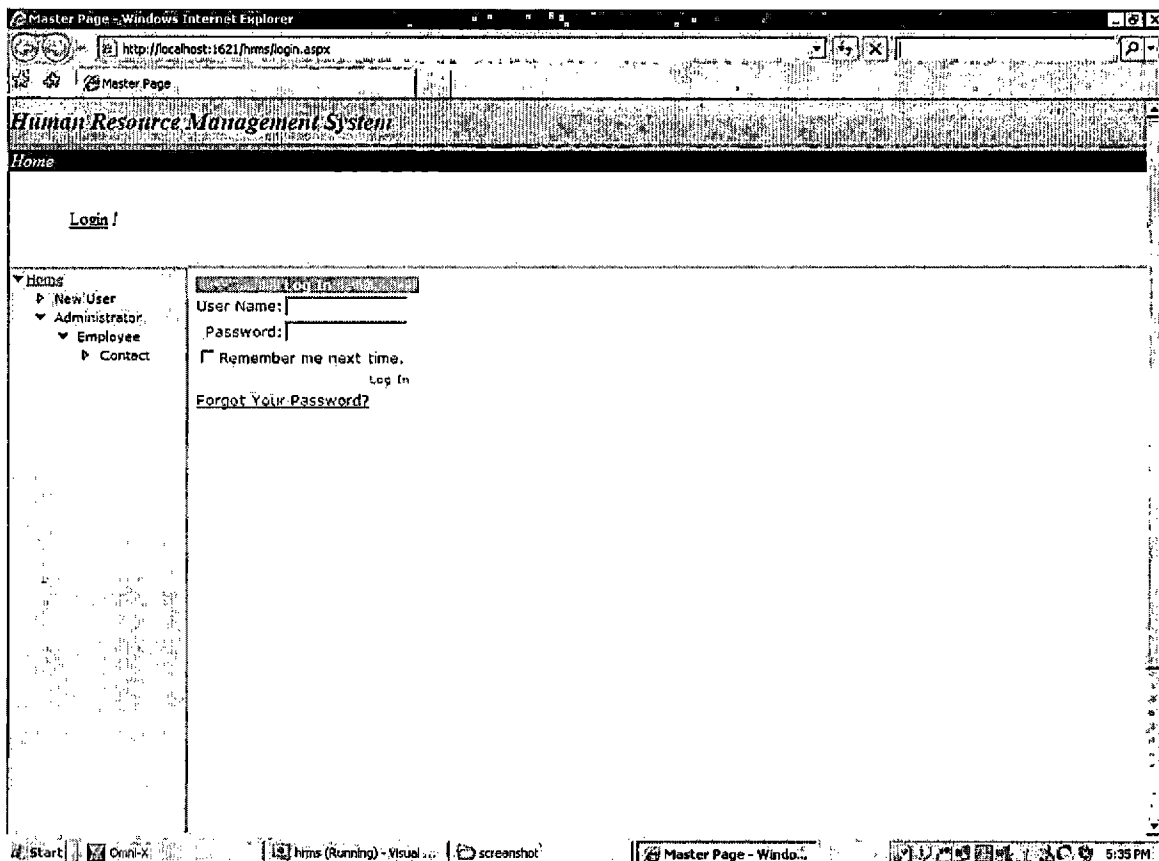 Master Page - Windows Internet Explorer
http://localhost:1621/hrms/login.aspx
Master Page
Human Resource Management System
Home
Login !
Home
New User
Administrator
Employee
Contact
Log In
User Name:
Password:
Remember me next time.
Log In
Forgot Your Password?
Start
Omni-X
hrms (Running) - Visual ...
screenshot
Master Page - Windo...
5:35 PM